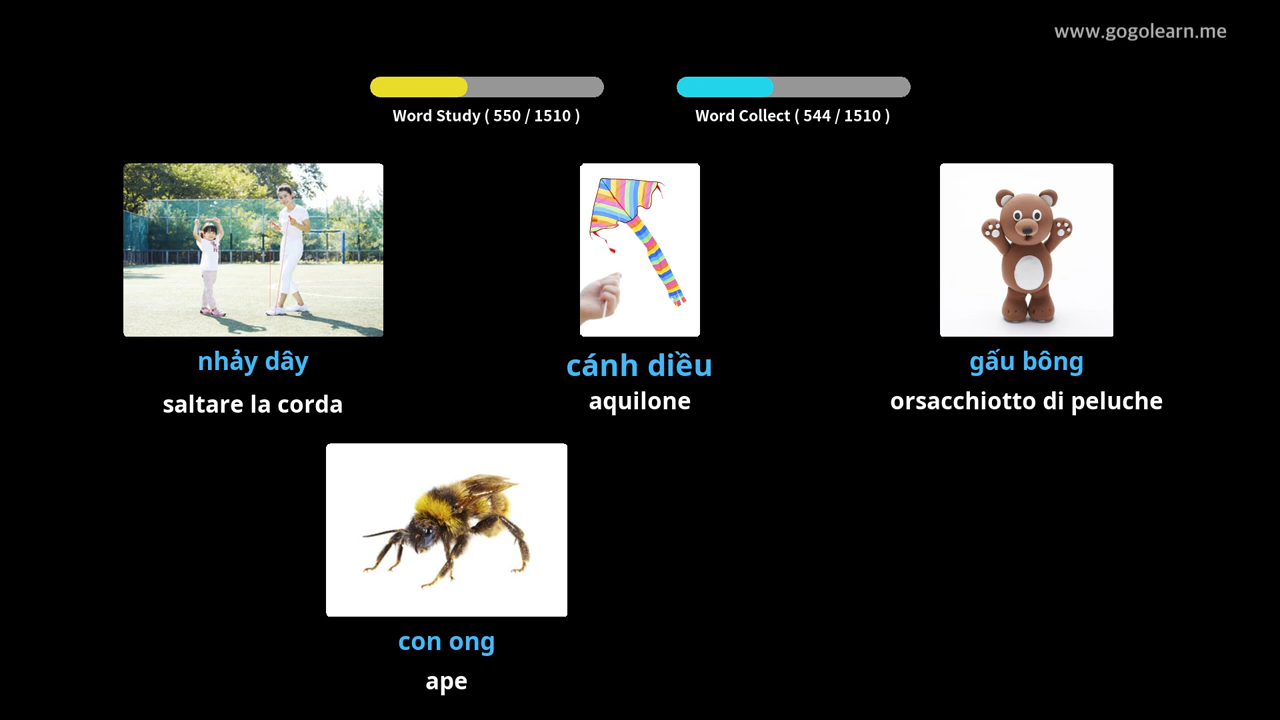 www.gogolearn.me
Word Study ( 550 / 1510 )
Word Collect ( 544 / 1510 )
nhảy dây
saltare la corda
cánh diều
aquilone
gấu bông
orsacchiotto di peluche
con ong
ape